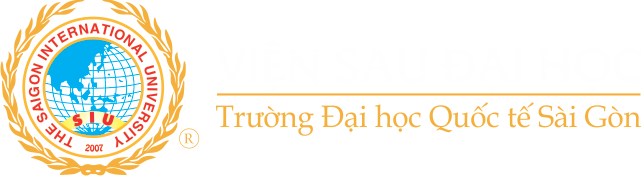 THE SAIGON INTERNATIONAL UNIVERSITY
SIU
2007
®
Trường Đại học Quốc tế Sài Gòn